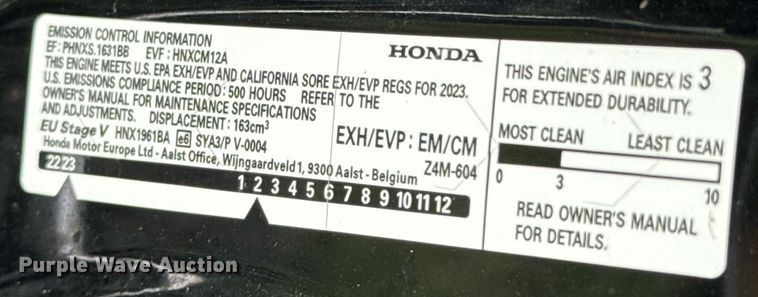 EMISSION CONTROL INFORMATION
EF: PHNXS.1631BB EVF: HNXCM12A
THIS ENGINE MEETS U.S. EPA EXH/EVP AND CALIFORNIA SORE EXH/EVP REGS FOR 2023.
U.S. EMISSIONS COMPLIANCE PERIOD: 500 HOURS REFER TO THE
OWNER'S MANUAL FOR MAINTENANCE SPECIFICATIONS
AND ADJUSTMENTS. DISPLACEMENT: 163cm³
EU Stage V HNX1961BA e6 SYA3/P V-0004
Honda Motor Europe Ltd - Aalst Office, Wijngaardveld 1, 9300 Aalst - Belgium
22 23
1 2 3 4 5 6 7 8 9 10 11 12
HONDA
EXH/EVP: EM/CM
Z4M-604
THIS ENGINE'S AIR INDEX IS 3
FOR EXTENDED DURABILITY.
MOST CLEAN LEAST CLEAN
0 3 10
READ OWNER'S MANUAL
FOR DETAILS.
Purple Wave Auction